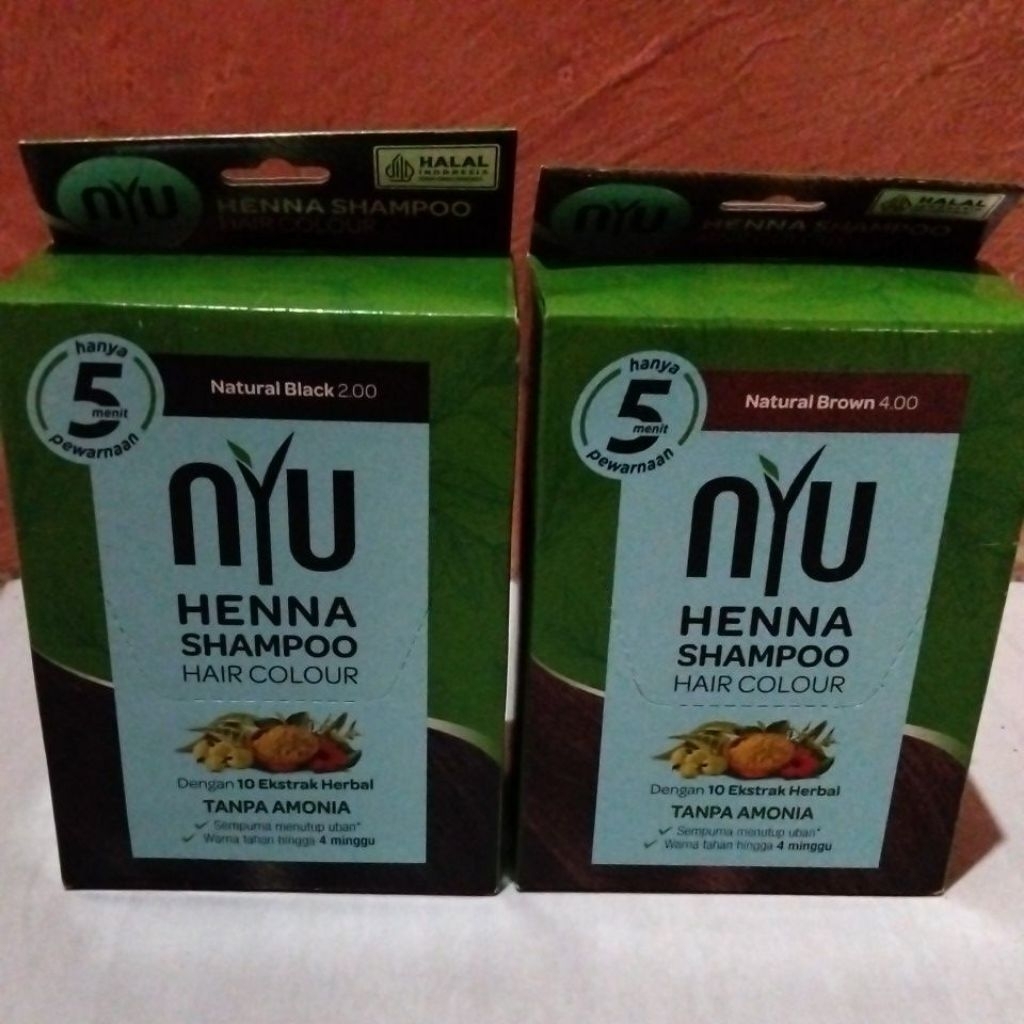 nYU
HENNA SHAMPOO
HAIR COLOUR
HALAL
INDONESIA
hanya
5
menit
pewarnaan
Natural Black 2.00
nYU
HENNA
SHAMPOO
HAIR COLOUR
Dengan 10 Ekstrak Herbal
TANPA AMONIA
Sempurna menutup uban*
Warna tahan hingga 4 minggu
nYU
HENNA SHAMPOO
HALAL
hanya
5
menit
pewarnaan
Natural Brown 4.00
nYU
HENNA
SHAMPOO
HAIR COLOUR
Dengan 10 Ekstrak Herbal
TANPA AMONIA
Sempurna menutup uban*
Warna tahan hingga 4 minggu